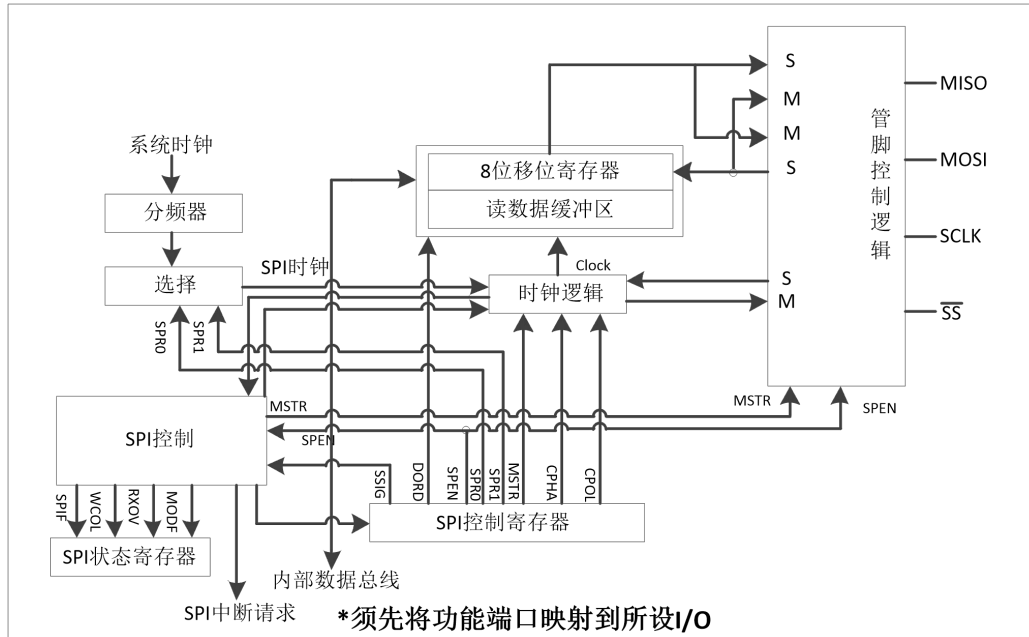 S
M
M
S
S
M
管脚控制逻辑
MISO
MOSI
SCLK
SS
系统时钟
分频器
选择
SPI时钟
8位移位寄存器
读数据缓冲区
Clock
时钟逻辑
SPR0
SPR1
MSTR
SPEN
MSTR
SPEN
SPI控制
SSIG
DORD
SPEN
SPR0
SPR1
MSTR
CPHA
CPOL
SPI控制寄存器
SPIF
WCOL
RXOV
MODF
SPI状态寄存器
SPI中断请求
内部数据总线
*须先将功能端口映射到所设I/O